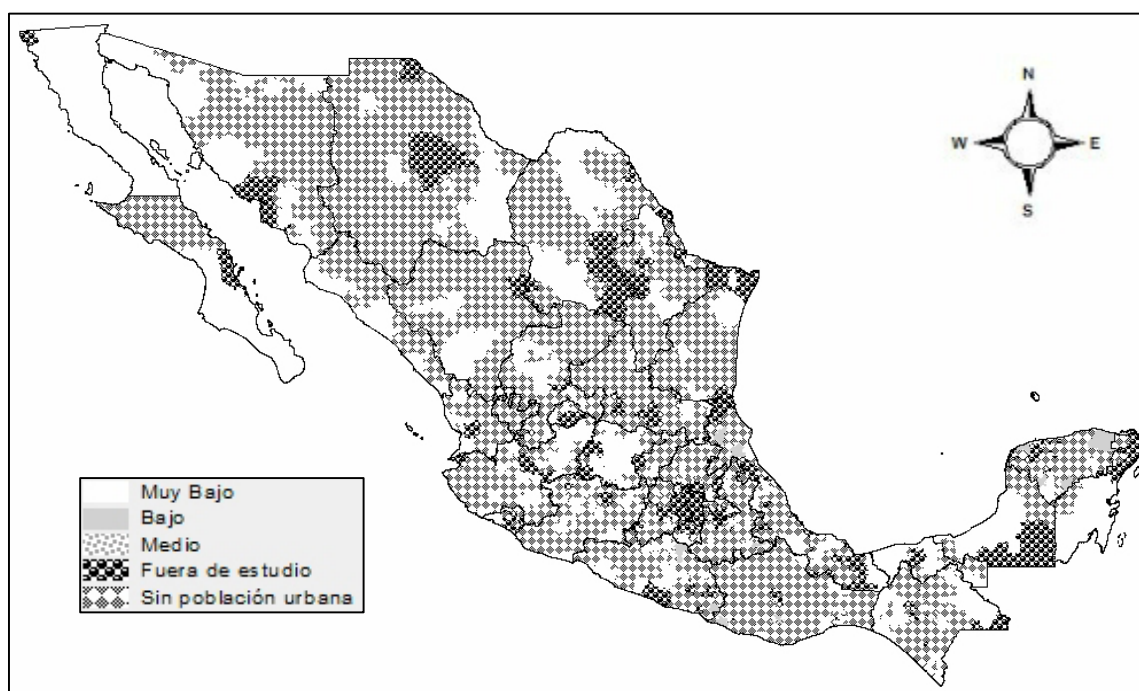 N
W E
S
Muy Bajo
Bajo
Medio
Fuera de estudio
Sin población urbana